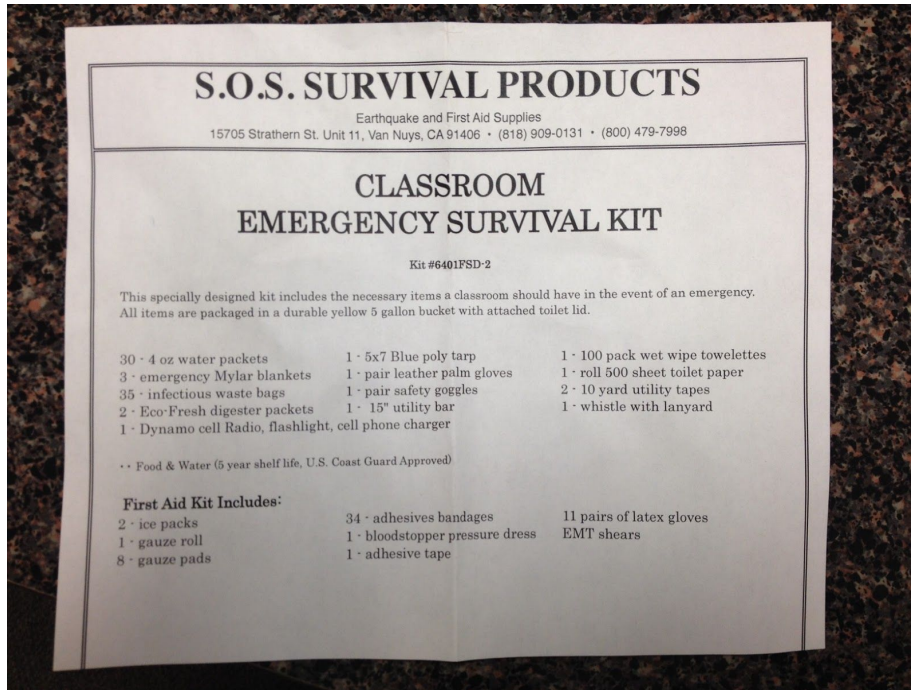 S.O.S. SURVIVAL PRODUCTS
Earthquake and First Aid Supplies
15705 Strathern St. Unit 11, Van Nuys, CA 91406 • (818) 909-0131 • (800) 479-7998
CLASSROOM
EMERGENCY SURVIVAL KIT
Kit #6401FSD-2
This specially designed kit includes the necessary items a classroom should have in the event of an emergency.
All items are packaged in a durable yellow 5 gallon bucket with attached toilet lid.
30 - 4 oz water packets
3 - emergency Mylar blankets
35 - infectious waste bags
2 - Eco-Fresh digester packets
1 - Dynamo cell Radio, flashlight, cell phone charger
1 - 5x7 Blue poly tarp
1 - pair leather palm gloves
1 - pair safety goggles
1 - 15" utility bar
1 - 100 pack wet wipe towelettes
1 - roll 500 sheet toilet paper
2 - 10 yard utility tapes
1 - whistle with lanyard
•• Food & Water (5 year shelf life, U.S. Coast Guard Approved)
First Aid Kit Includes:
2 - ice packs
1 - gauze roll
8 - gauze pads
34 - adhesives bandages
1 - bloodstopper pressure dress
1 - adhesive tape
11 pairs of latex gloves
EMT shears